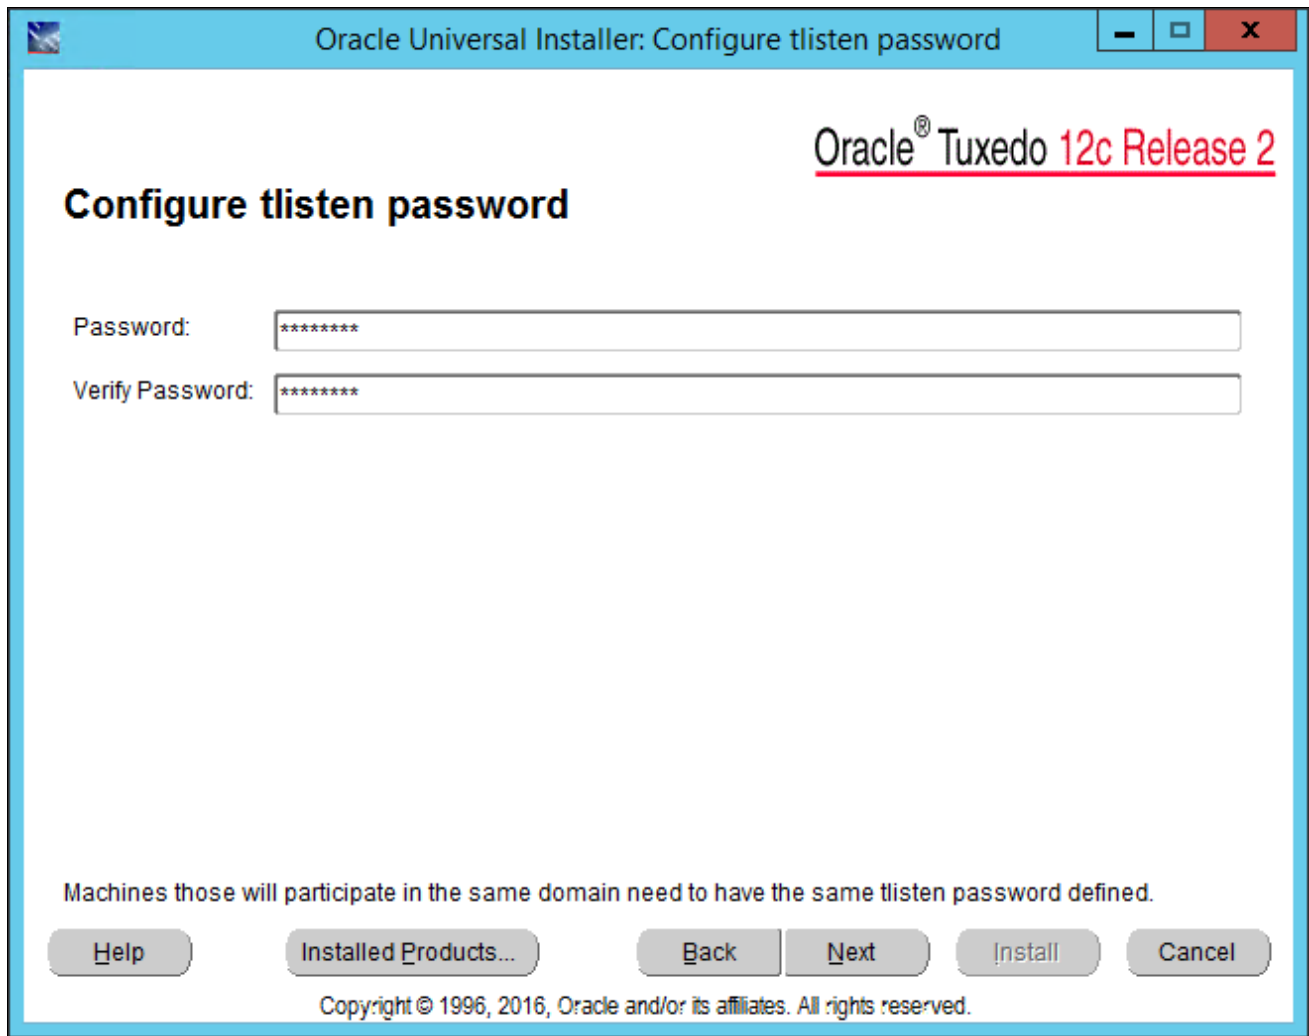 Oracle Universal Installer: Configure tlisten password
Oracle® Tuxedo 12c Release 2
Configure tlisten password
Password: ********
Verify Password: ********
Machines those will participate in the same domain need to have the same tlisten password defined.
Help Installed Products... Back Next Install Cancel
Copyright © 1996, 2016, Oracle and/or its affiliates. All rights reserved.